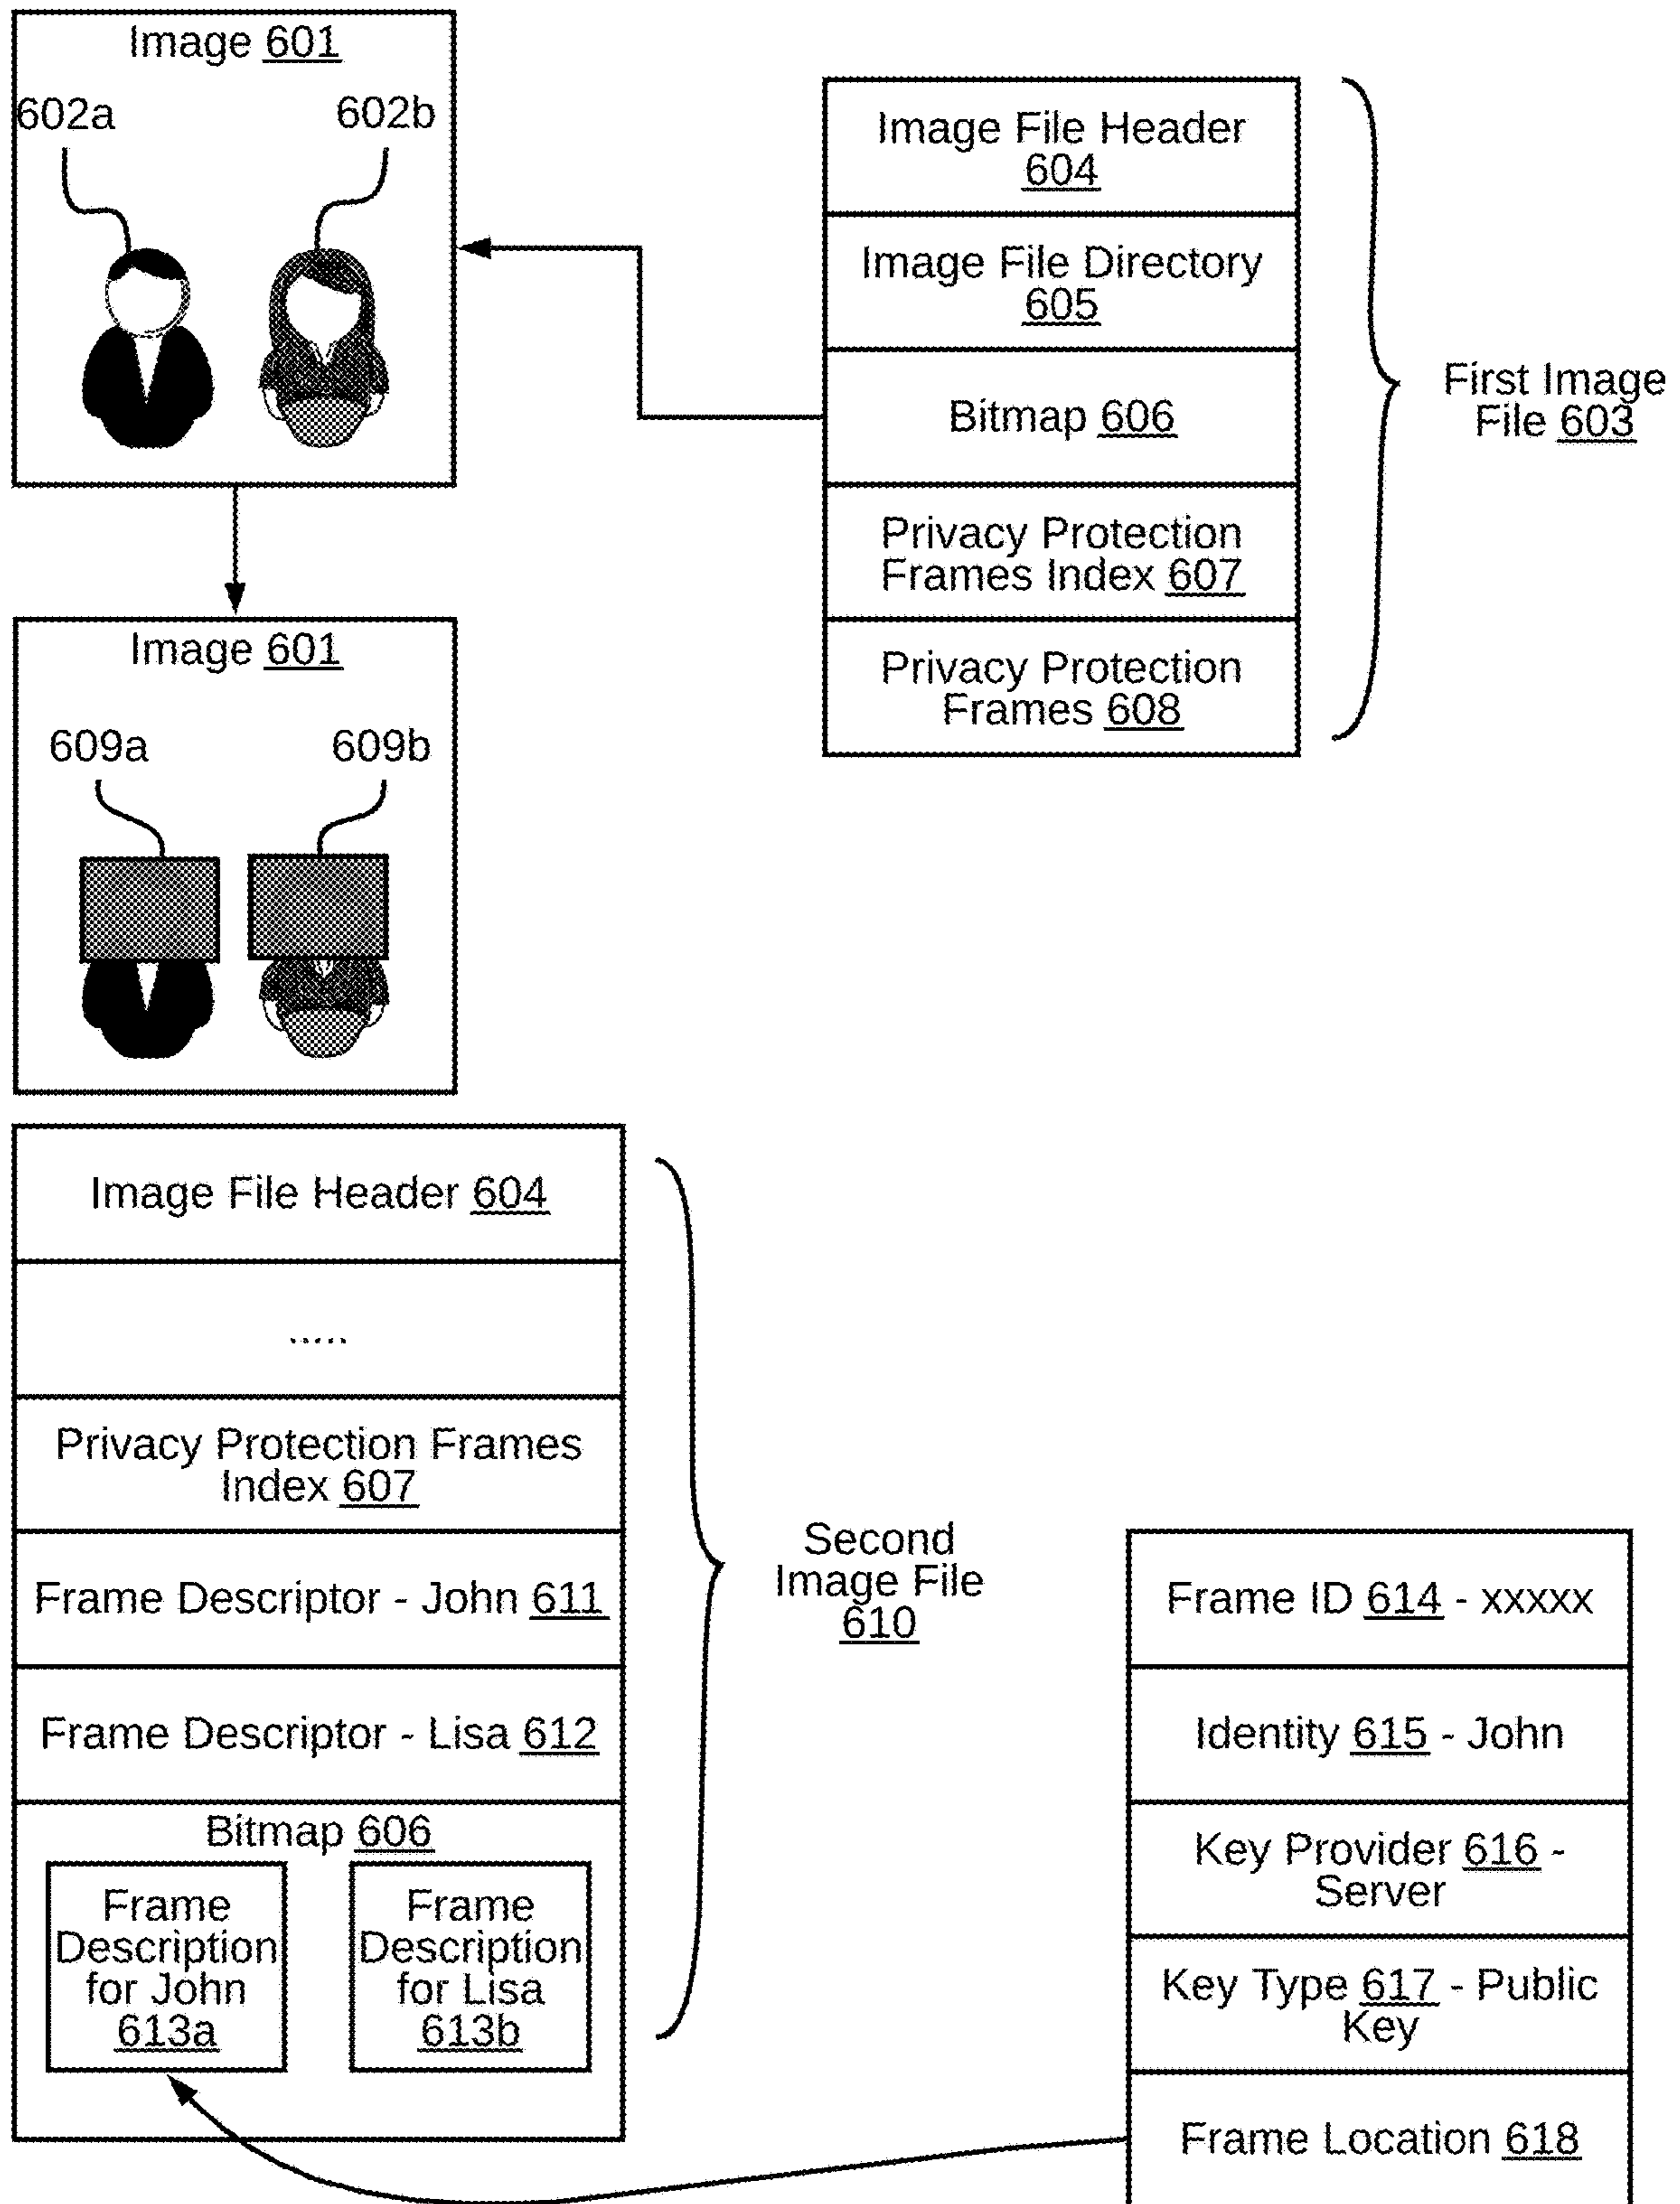 Image 601
602a
602b
Image File Header
604
Image File Directory
605
Bitmap 606
Privacy Protection
Frames Index 607
Privacy Protection
Frames 608
First Image
File 603
Image 601
609a
609b
Image File Header 604
.....
Privacy Protection Frames
Index 607
Frame Descriptor - John 611
Frame Descriptor - Lisa 612
Bitmap 606
Frame
Description
for John
613a
Frame
Description
for Lisa
613b
Second
Image File
610
Frame ID 614 - xxxxx
Identity 615 - John
Key Provider 616 -
Server
Key Type 617 - Public
Key
Frame Location 618